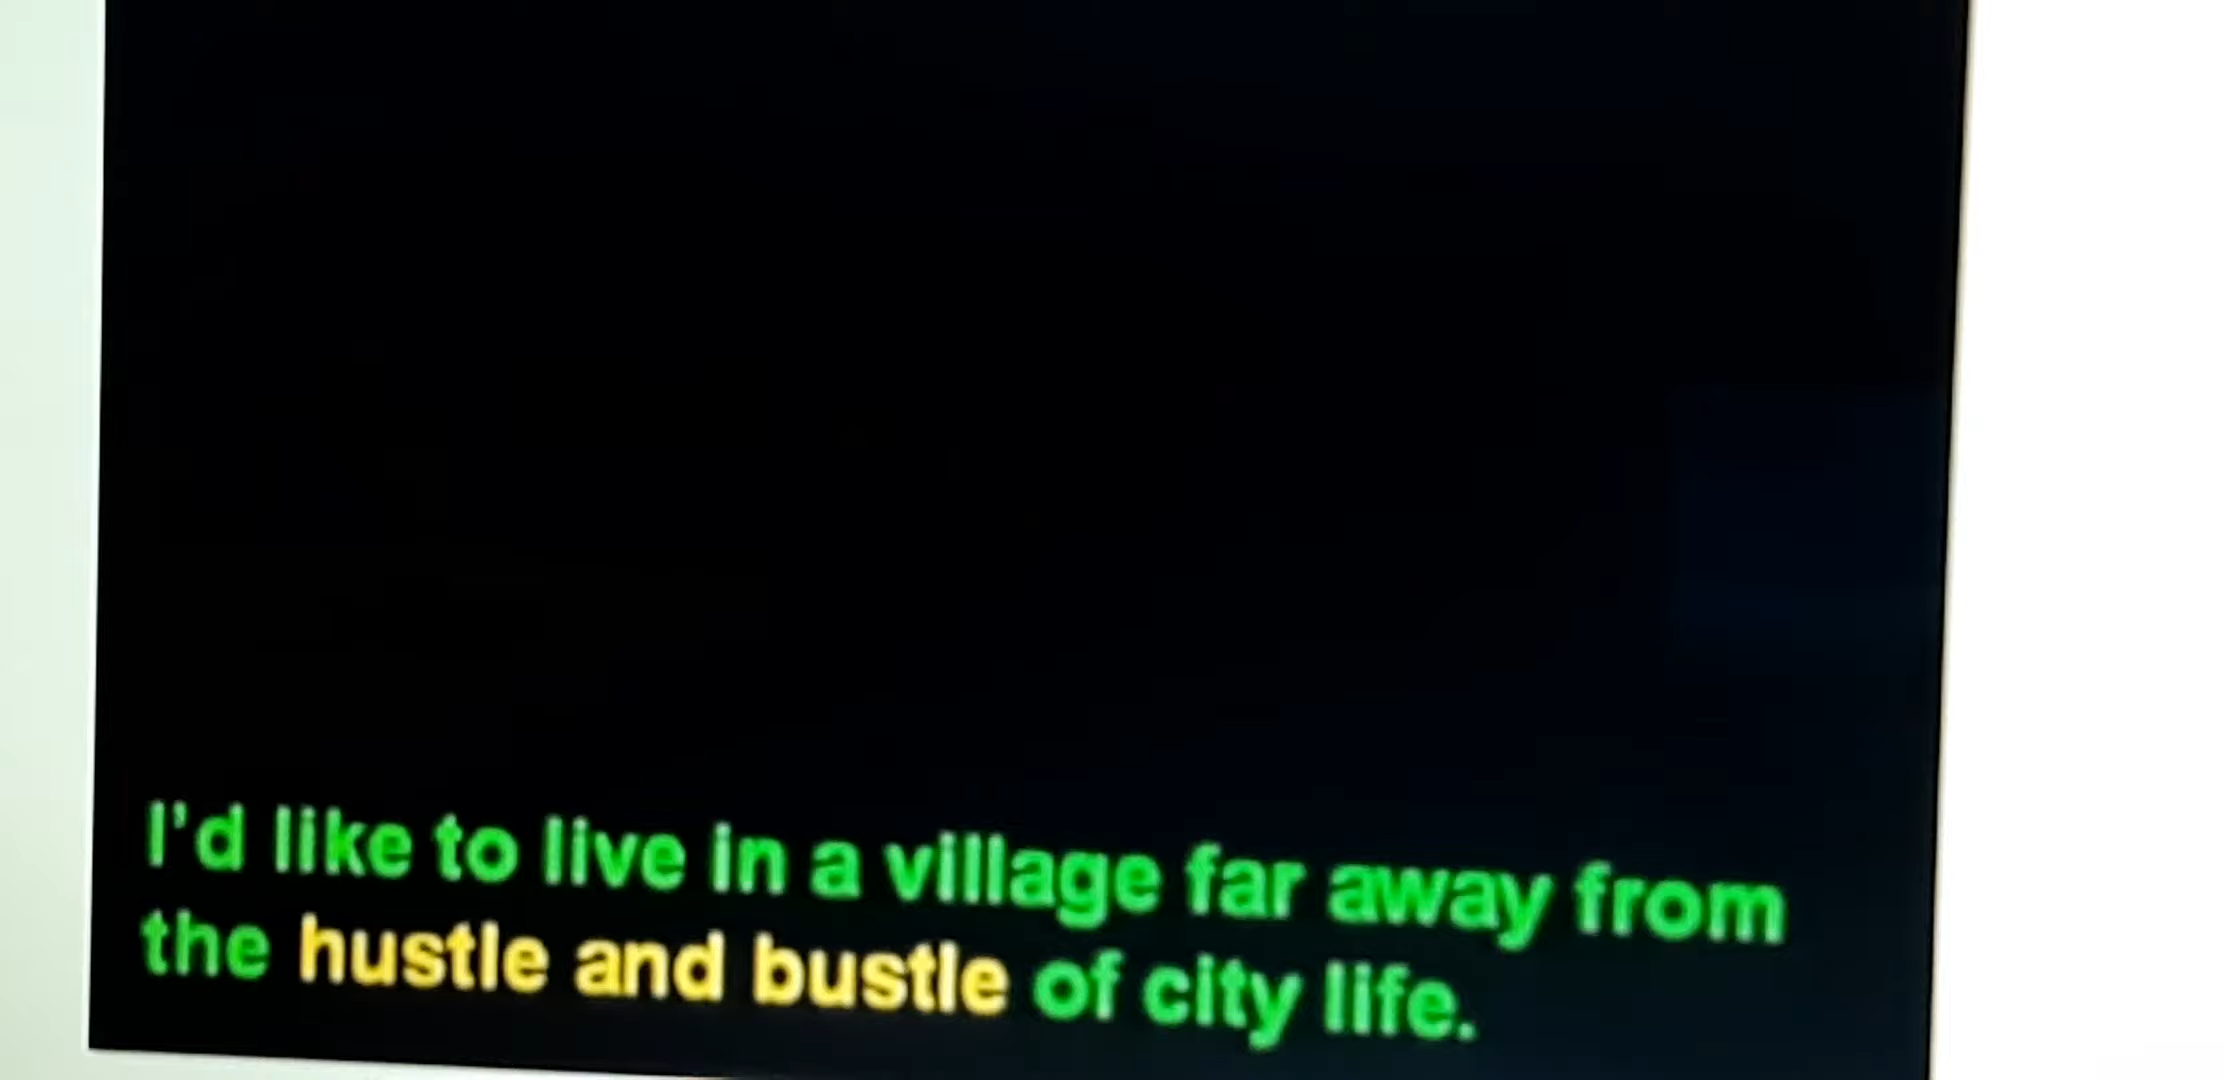 I'd like to live in a village far away from
the hustle and bustle of city life.